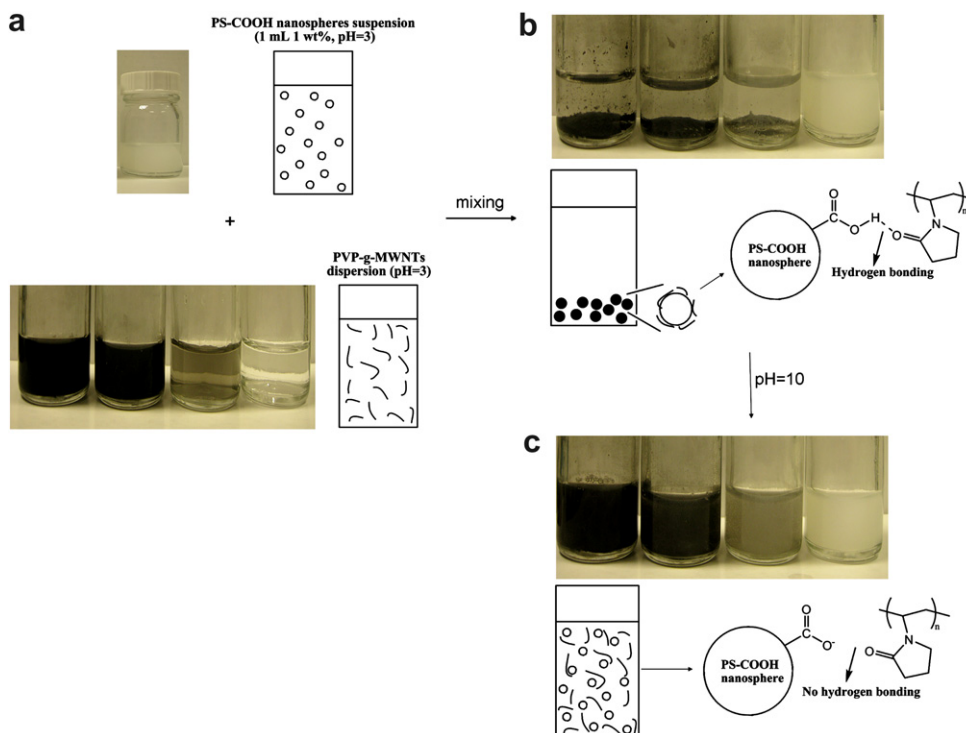 a
PS-COOH nanospheres suspension
(1 mL 1 wt%, pH=3)
+
PVP-g-MWNTs
dispersion (pH=3)
mixing
b
PS-COOH
nanosphere
C
O
O
H
O
N
n
Hydrogen bonding
pH=10
c
PS-COOH
nanosphere
C
O
O-
O
N
n
No hydrogen bonding